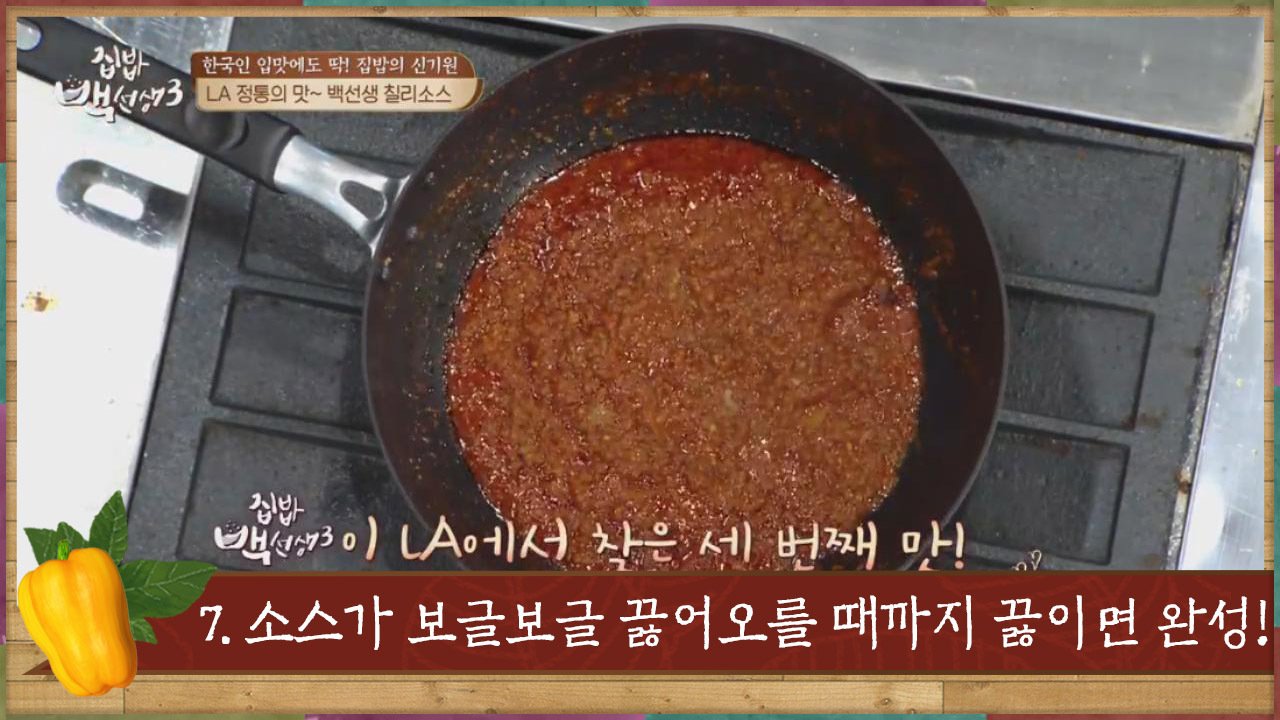 집밥
백선생3
한국인 입맛에도 딱! 집밥의 신기원
LA 정통의 맛~ 백선생 칠리소스
집밥
백선생3이 LA에서 찾은 세 번째 맛!
7. 소스가 보글보글 끓어오를 때까지 끓이면 완성!